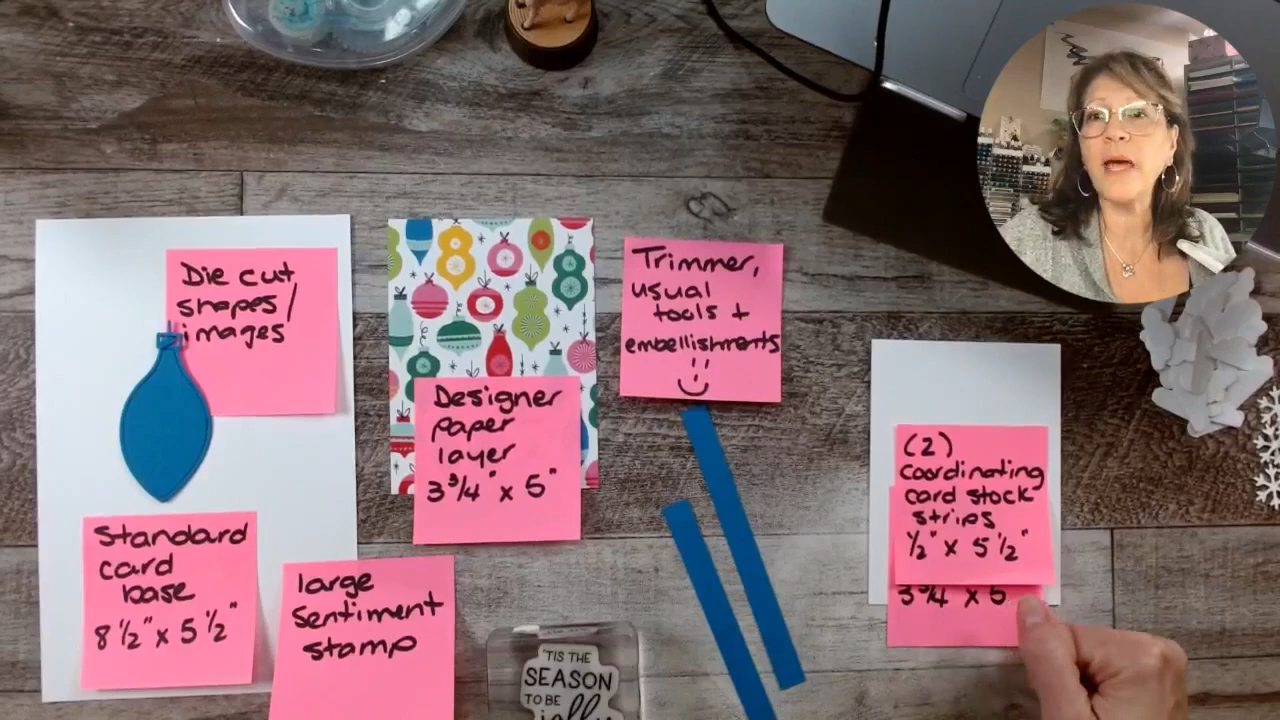 Die cut
shapes/
images
Standard
card
base
8 1/2" x 5 1/2"
large
sentiment
stamp
Designer
paper
layer
3 3/4" x 5"
Trimmer,
usual
tools +
embellishments
(2)
coordinating
card stock
strips
1/2" x 5 1/2"
3 3/4 x 5
'TIS THE
SEASON
TO BE
jolly